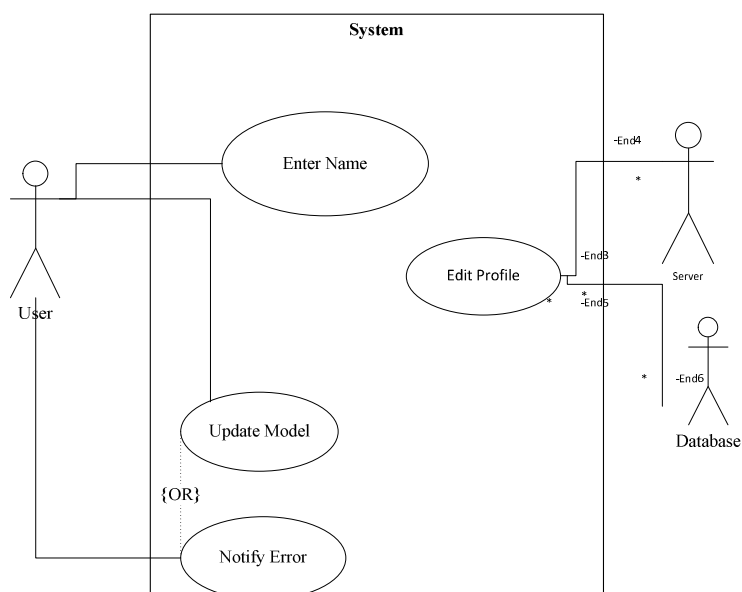 System
-End4
Enter Name
*
-End3
Edit Profile
Server
*
*
-End5
User
*
-End6
Update Model
Database
{OR}
Notify Error